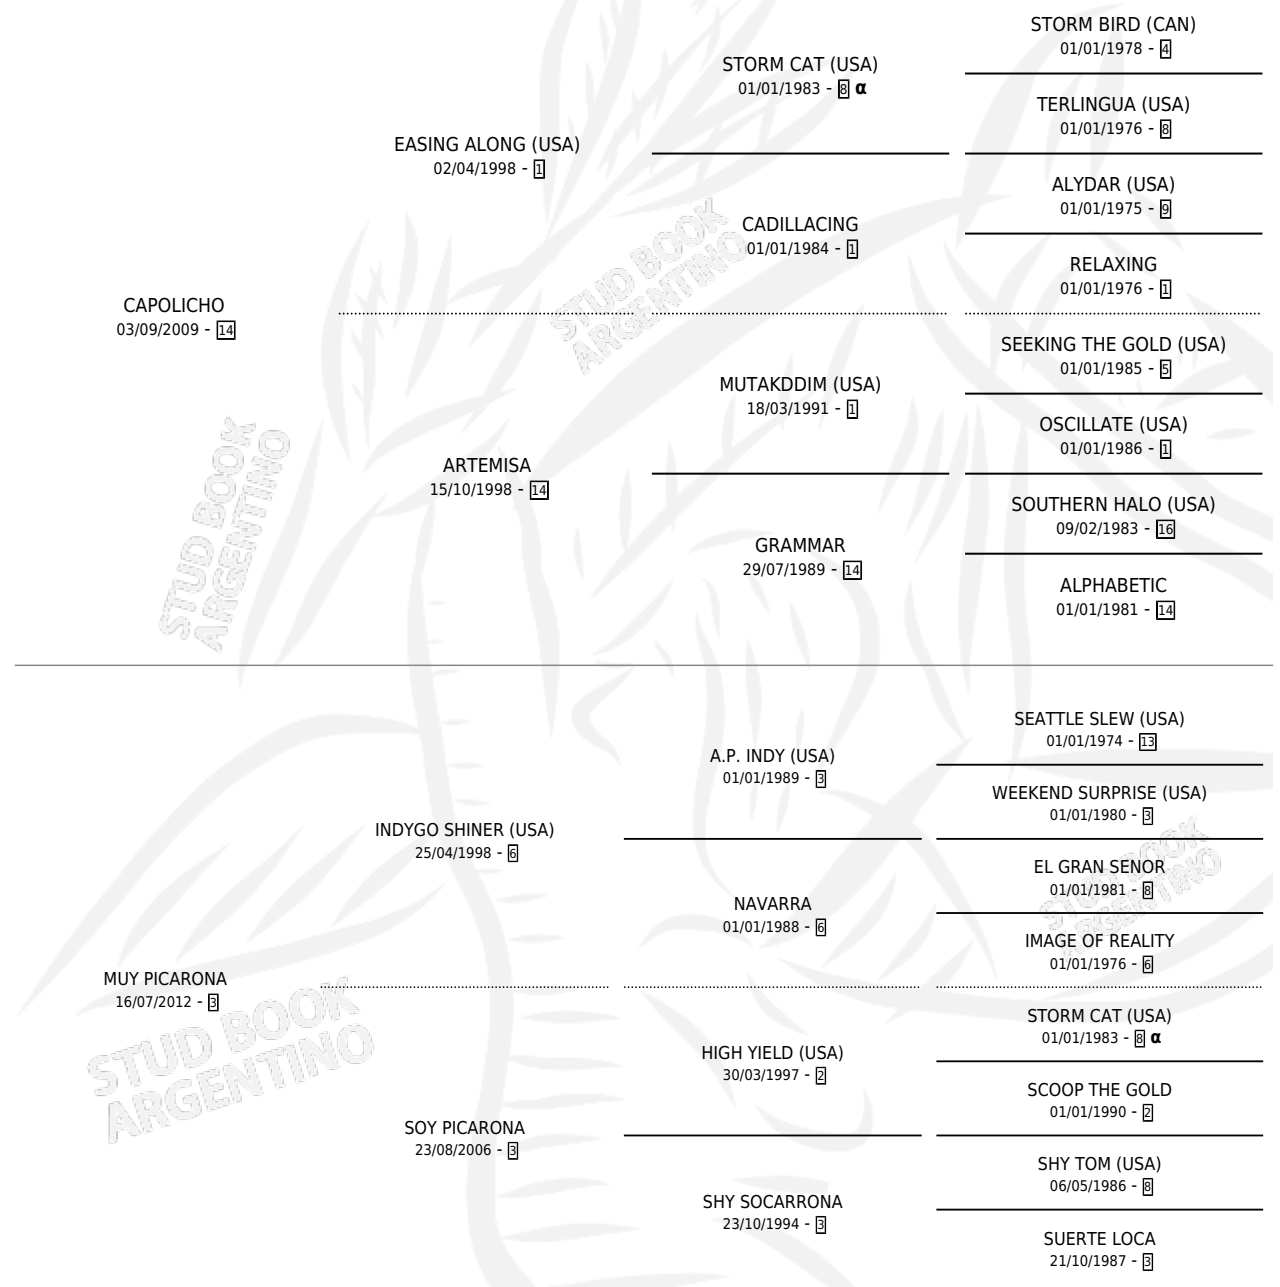 STORM BIRD (CAN)
01/01/1978 - 4
STORM CAT (USA)
01/01/1983 - 8 α
TERLINGUA (USA)
01/01/1976 - 8
EASING ALONG (USA)
02/04/1998 - 1
ALYDAR (USA)
01/01/1975 - 9
CADILLACING
01/01/1984 - 1
RELAXING
01/01/1976 - 1
CAPOLICHO
03/09/2009 - 14
SEEKING THE GOLD (USA)
01/01/1985 - 5
MUTAKDDIM (USA)
18/03/1991 - 1
OSCILLATE (USA)
01/01/1986 - 1
ARTEMISA
15/10/1998 - 14
SOUTHERN HALO (USA)
09/02/1983 - 16
GRAMMAR
29/07/1989 - 14
ALPHABETIC
01/01/1981 - 14
STUD BOOK
ARGENTINO
STUD BOOK
ARGENTINO
SEATTLE SLEW (USA)
01/01/1974 - 13
A.P. INDY (USA)
01/01/1989 - 3
WEEKEND SURPRISE (USA)
01/01/1980 - 3
INDYGO SHINER (USA)
25/04/1998 - 6
EL GRAN SENOR
01/01/1981 - 8
NAVARRA
01/01/1988 - 6
IMAGE OF REALITY
01/01/1976 - 6
MUY PICARONA
16/07/2012 - 3
STORM CAT (USA)
01/01/1983 - 8 α
HIGH YIELD (USA)
30/03/1997 - 2
SCOOP THE GOLD
01/01/1990 - 2
SOY PICARONA
23/08/2006 - 3
SHY TOM (USA)
06/05/1986 - 8
SHY SOCARRONA
23/10/1994 - 3
SUERTE LOCA
21/10/1987 - 3
STUD BOOK
ARGENTINO
STUD BOOK
ARGENTINO